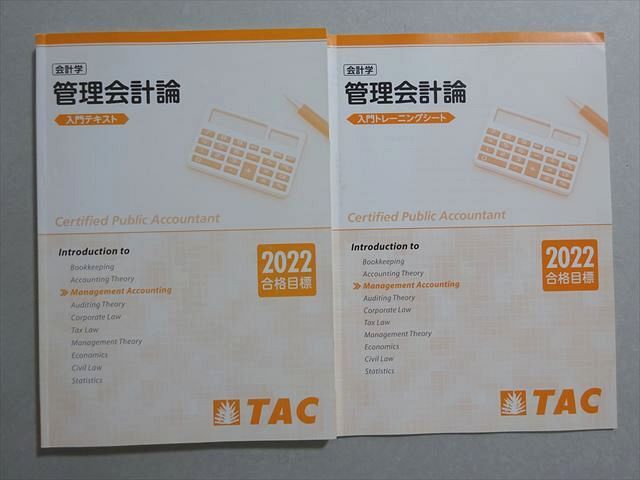 会計学
管理会計論
入門テキスト
Certified Public Accountant
Introduction to
Bookkeeping
Accounting Theory
Management Accounting
Auditing Theory
Corporate Law
Tax Law
Management Theory
Economics
Civil Law
Statistics
2022
合格目標
TAC
会計学
管理会計論
入門トレーニングシート
Certified Public Accountant
Introduction to
Bookkeeping
Accounting Theory
Management Accounting
Auditing Theory
Corporate Law
Tax Law
Management Theory
Economics
Civil Law
Statistics
2022
合格目標
TAC